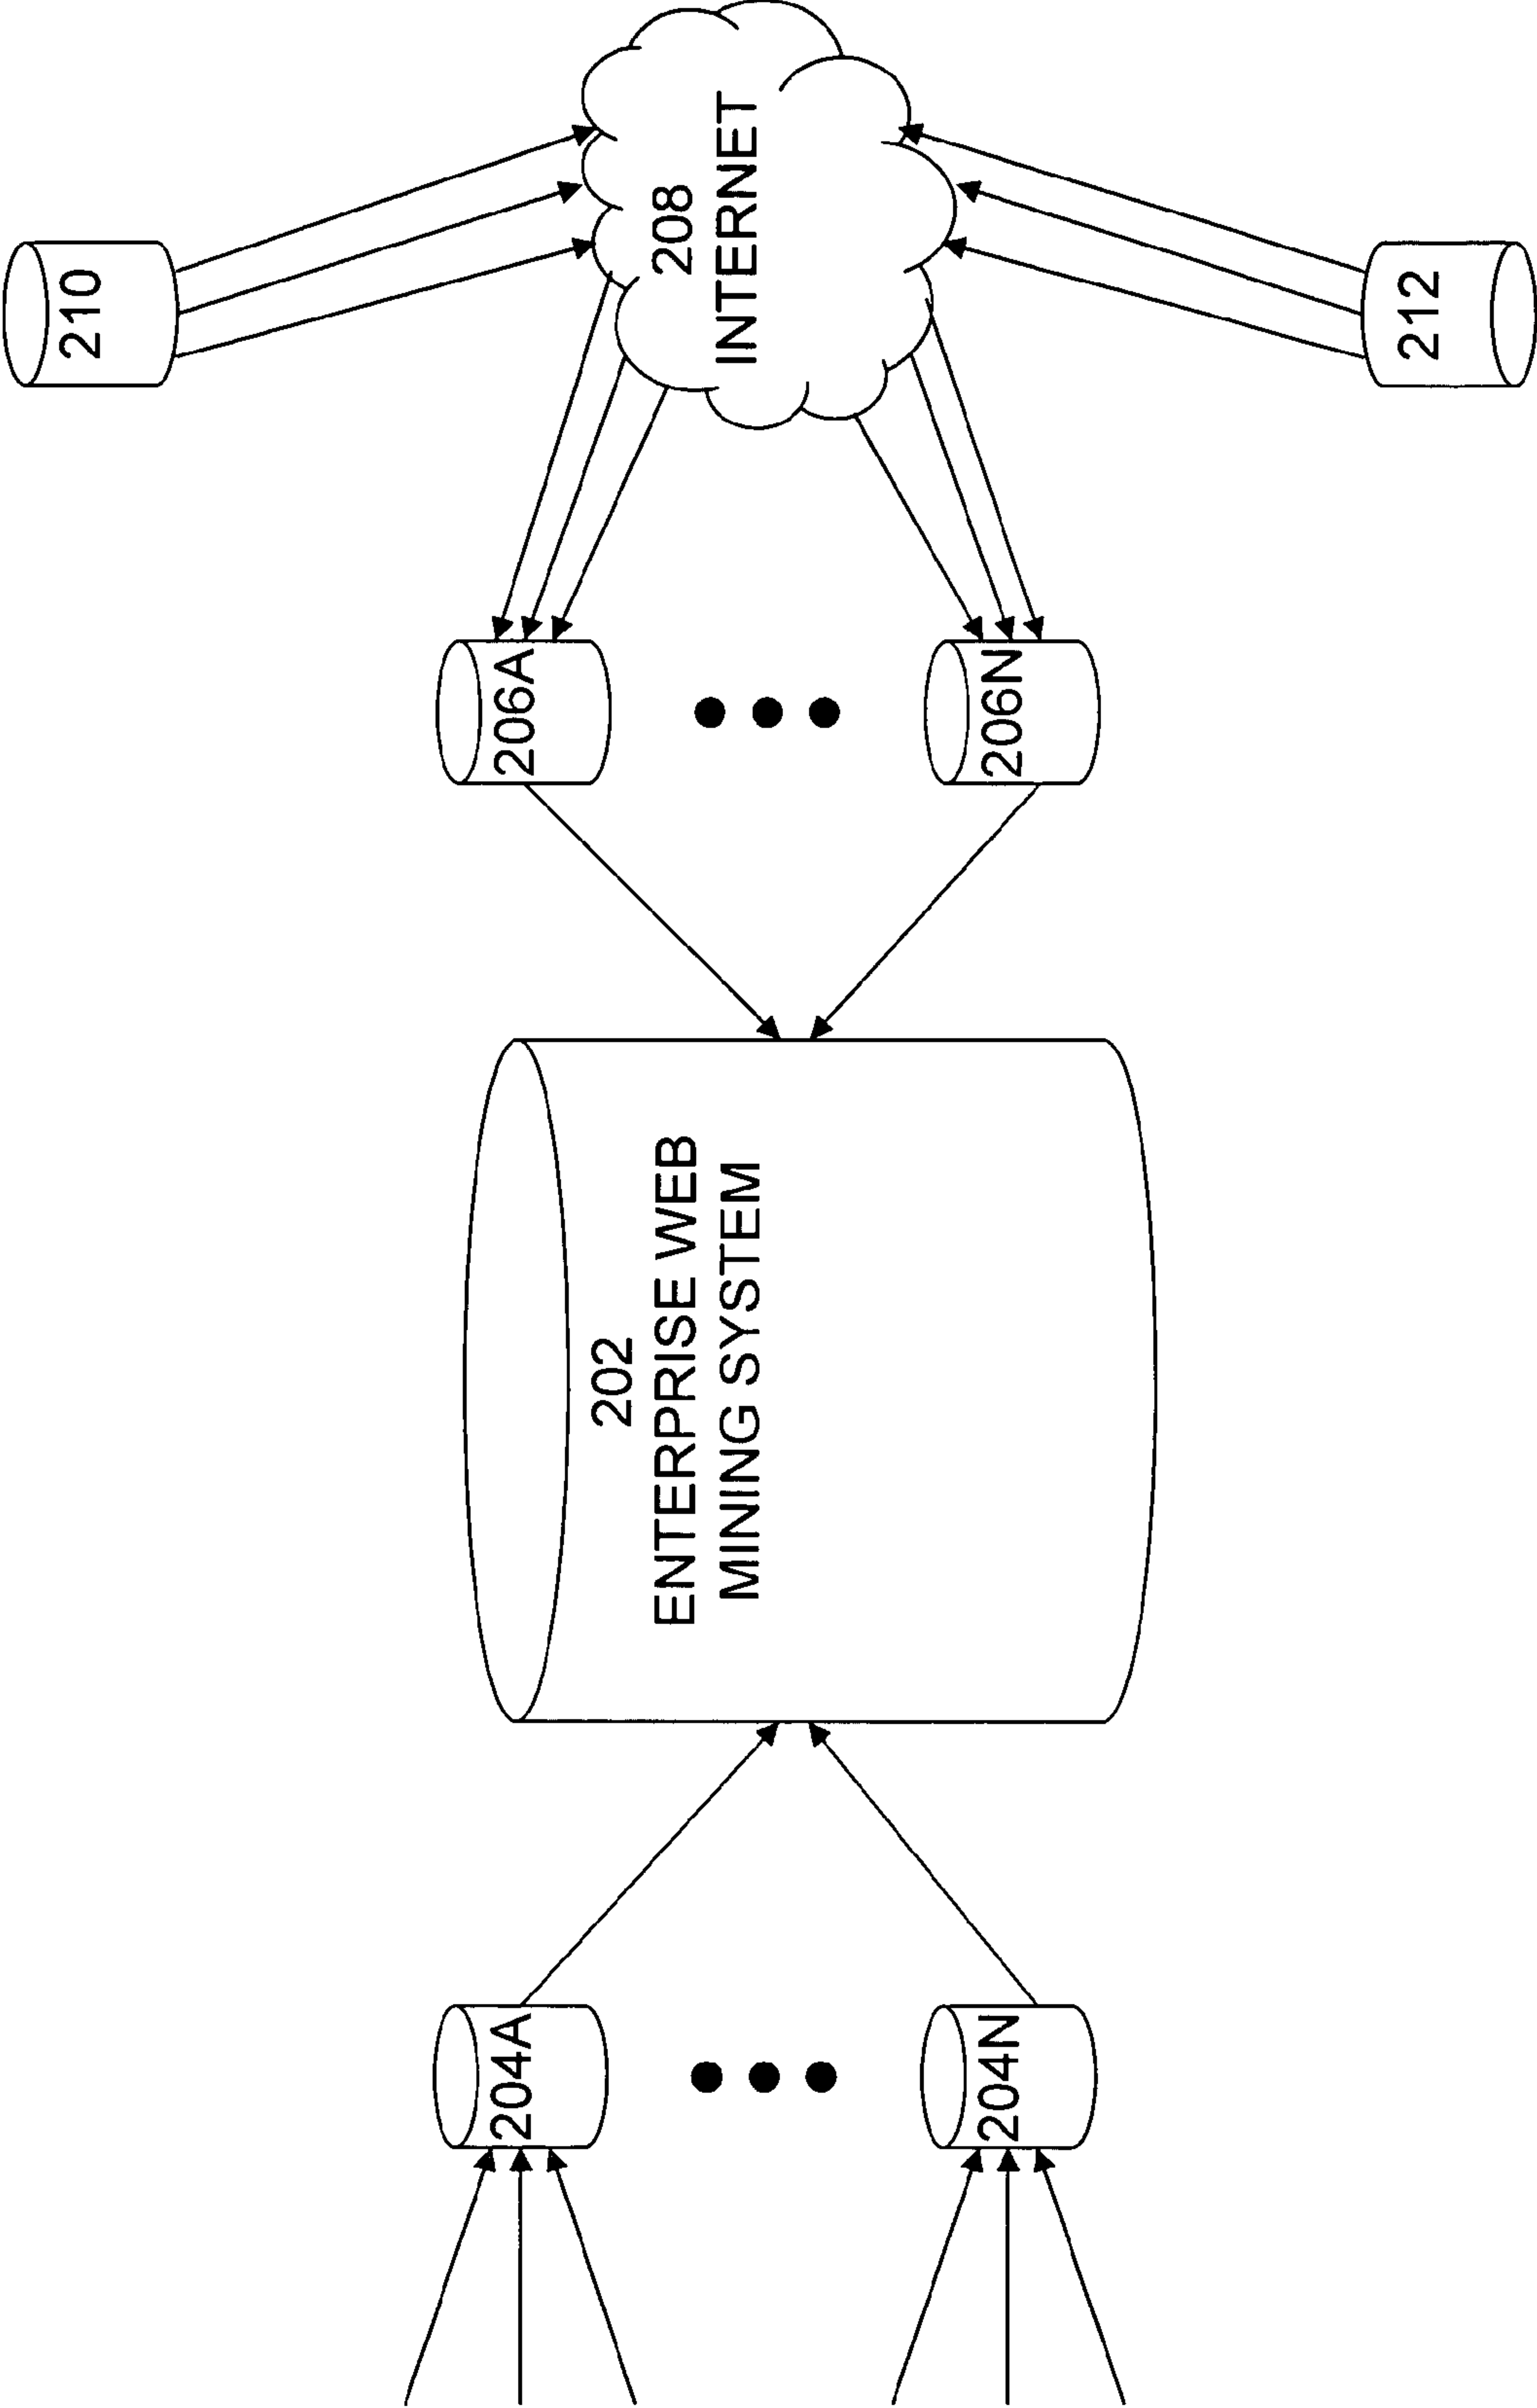 210
208
INTERNET
212
206A
206N
202
ENTERPRISE WEB
MINING SYSTEM
204A
204N